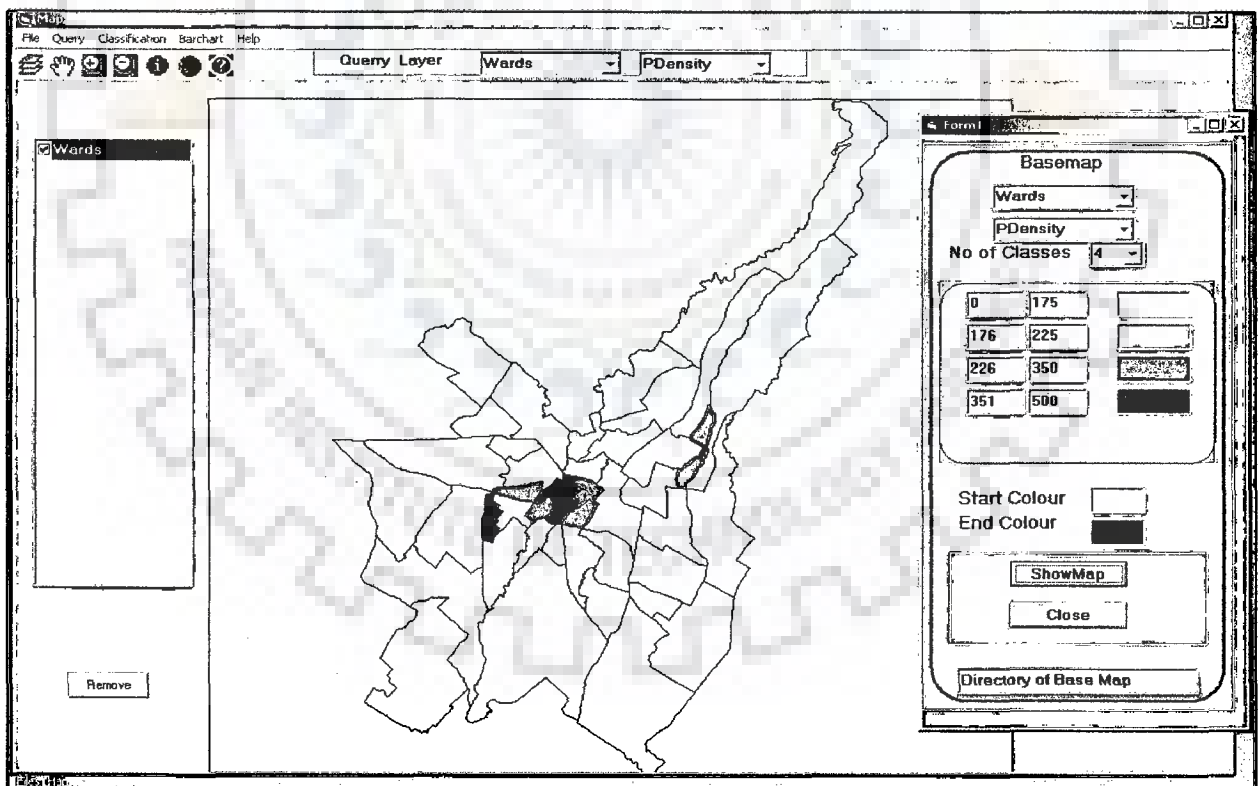 Map
File Query Classification Barchart Help
Querry Layer Wards PDensity
Wards
Remove
Form1
Basemap
Wards
PDensity
No of Classes 4
0 175
176 225
226 350
351 500
Start Colour
End Colour
ShowMap
Close
Directory of Base Map